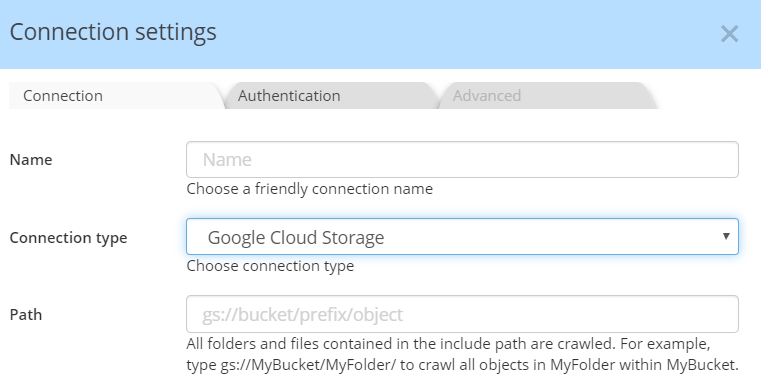 Connection settings
Connection Authentication Advanced
Name Name
Choose a friendly connection name
Connection type Google Cloud Storage
Choose connection type
Path gs://bucket/prefix/object
All folders and files contained in the include path are crawled. For example,
type gs://MyBucket/MyFolder/ to crawl all objects in MyFolder within MyBucket.